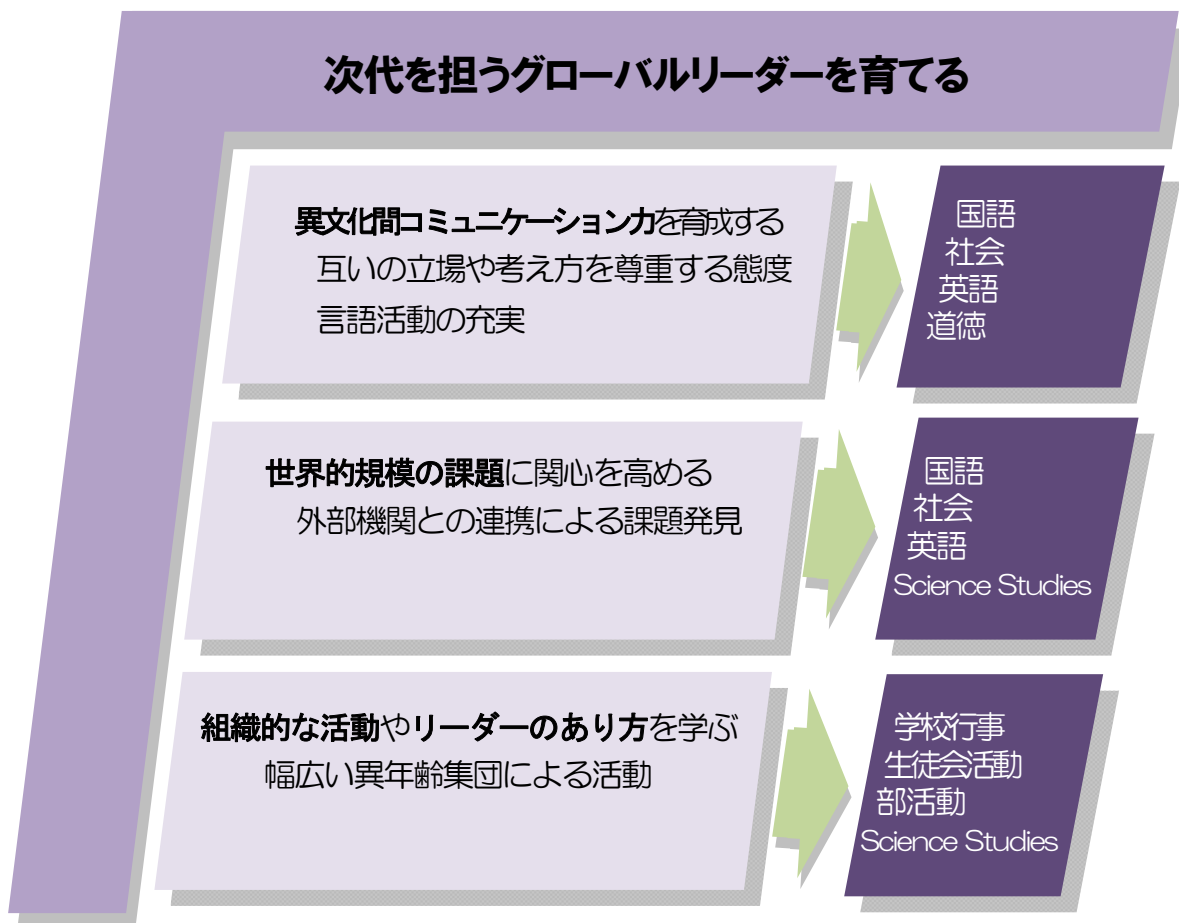 次代を担うグローバルリーダーを育てる
異文化間コミュニケーション力を育成する
互いの立場や考え方を尊重する態度
言語活動の充実
国語
社会
英語
道徳
世界的規模の課題に関心を高める
外部機関との連携による課題発見
国語
社会
英語
Science Studies
組織的な活動やリーダーのあり方を学ぶ
幅広い異年齢集団による活動
学校行事
生徒会活動
部活動
Science Studies